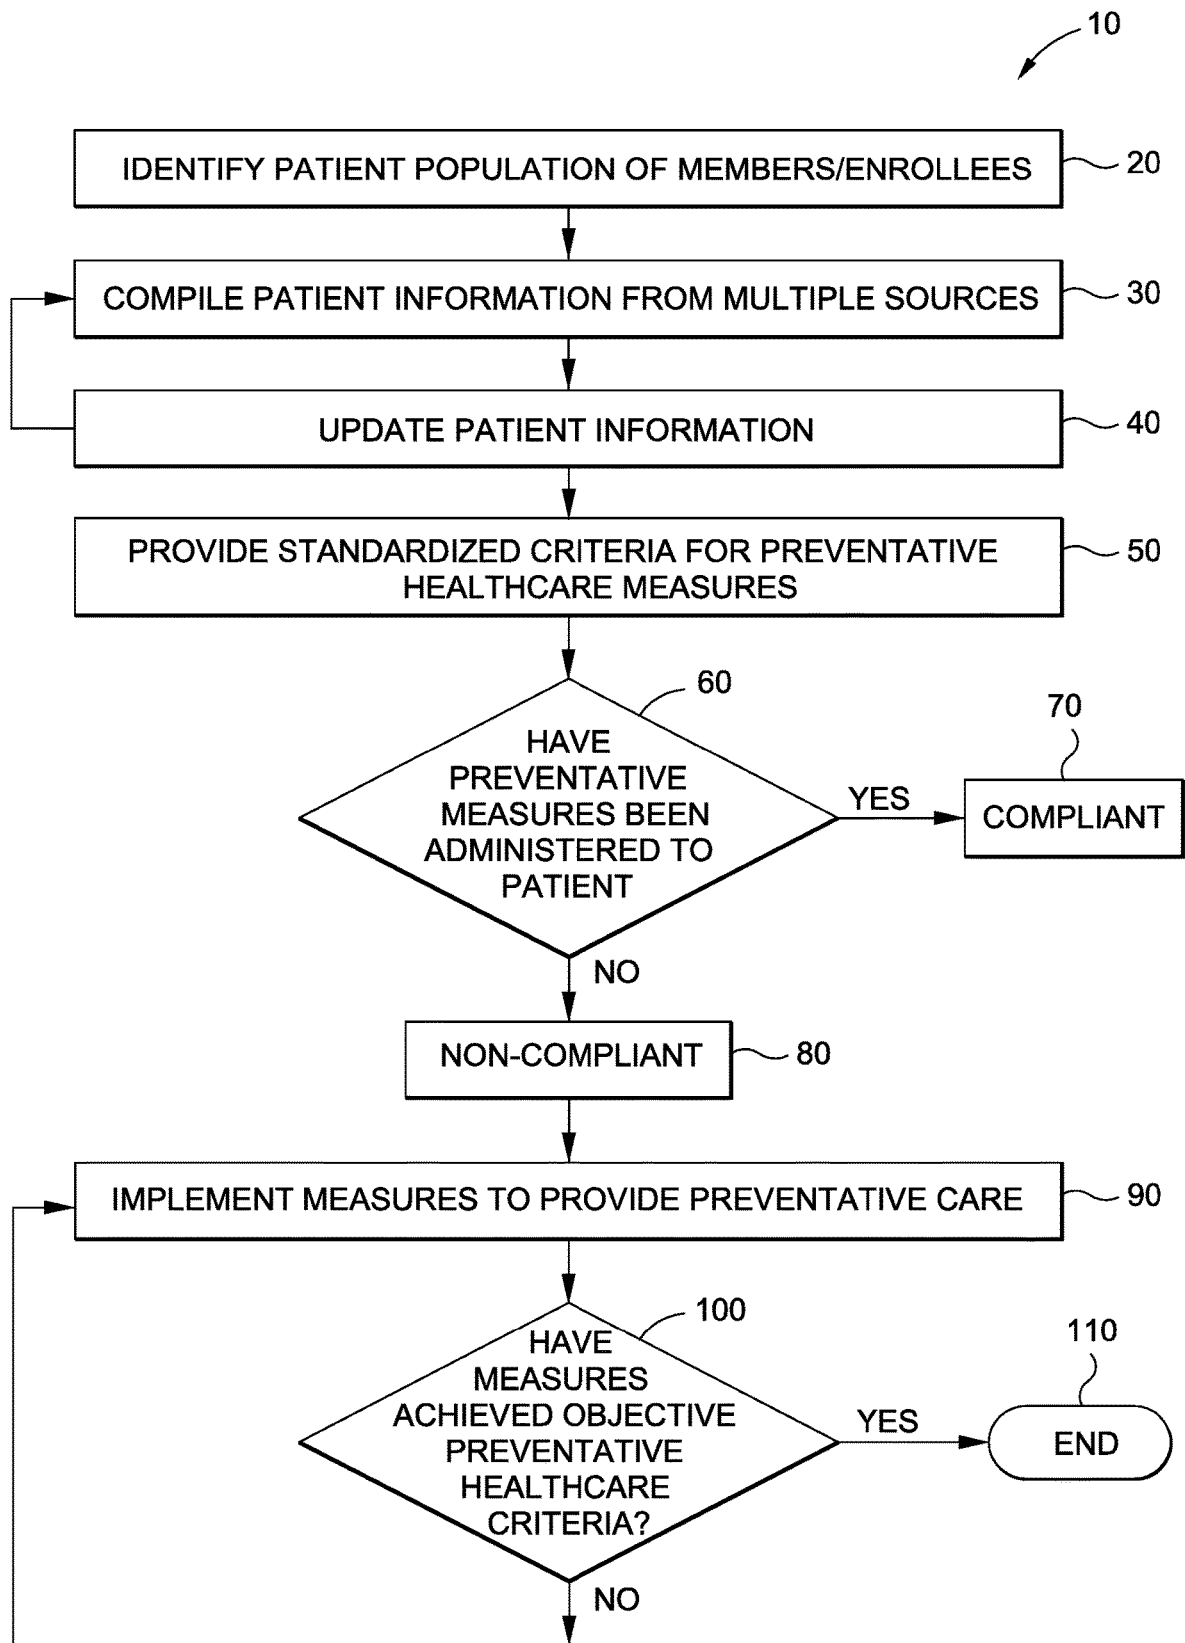 10
IDENTIFY PATIENT POPULATION OF MEMBERS/ENROLLEES
20
COMPILE PATIENT INFORMATION FROM MULTIPLE SOURCES
30
UPDATE PATIENT INFORMATION
40
PROVIDE STANDARDIZED CRITERIA FOR PREVENTATIVE
HEALTHCARE MEASURES
50
60
HAVE
PREVENTATIVE
MEASURES BEEN
ADMINISTERED TO
PATIENT
YES
70
COMPLIANT
NO
NON-COMPLIANT
80
IMPLEMENT MEASURES TO PROVIDE PREVENTATIVE CARE
90
100
HAVE
MEASURES
ACHIEVED OBJECTIVE
PREVENTATIVE
HEALTHCARE
CRITERIA?
YES
110
END
NO